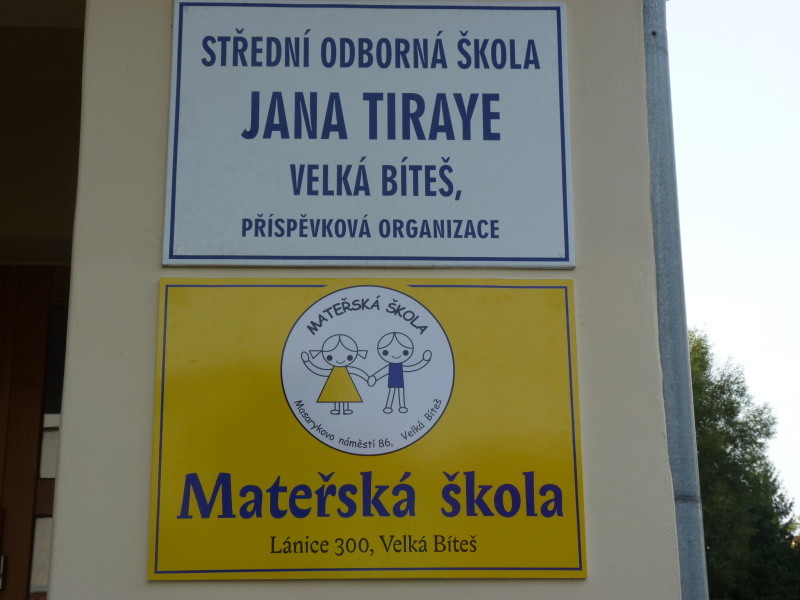 STŘEDNÍ ODBORNÁ ŠKOLA
JANA TIRAYE
VELKÁ BÍTEŠ,
PŘÍSPĚVKOVÁ ORGANIZACE
MATEŘSKÁ ŠKOLA
Masarykovo náměstí 86, Velká Bíteš
Mateřská škola
Lánice 300, Velká Bíteš